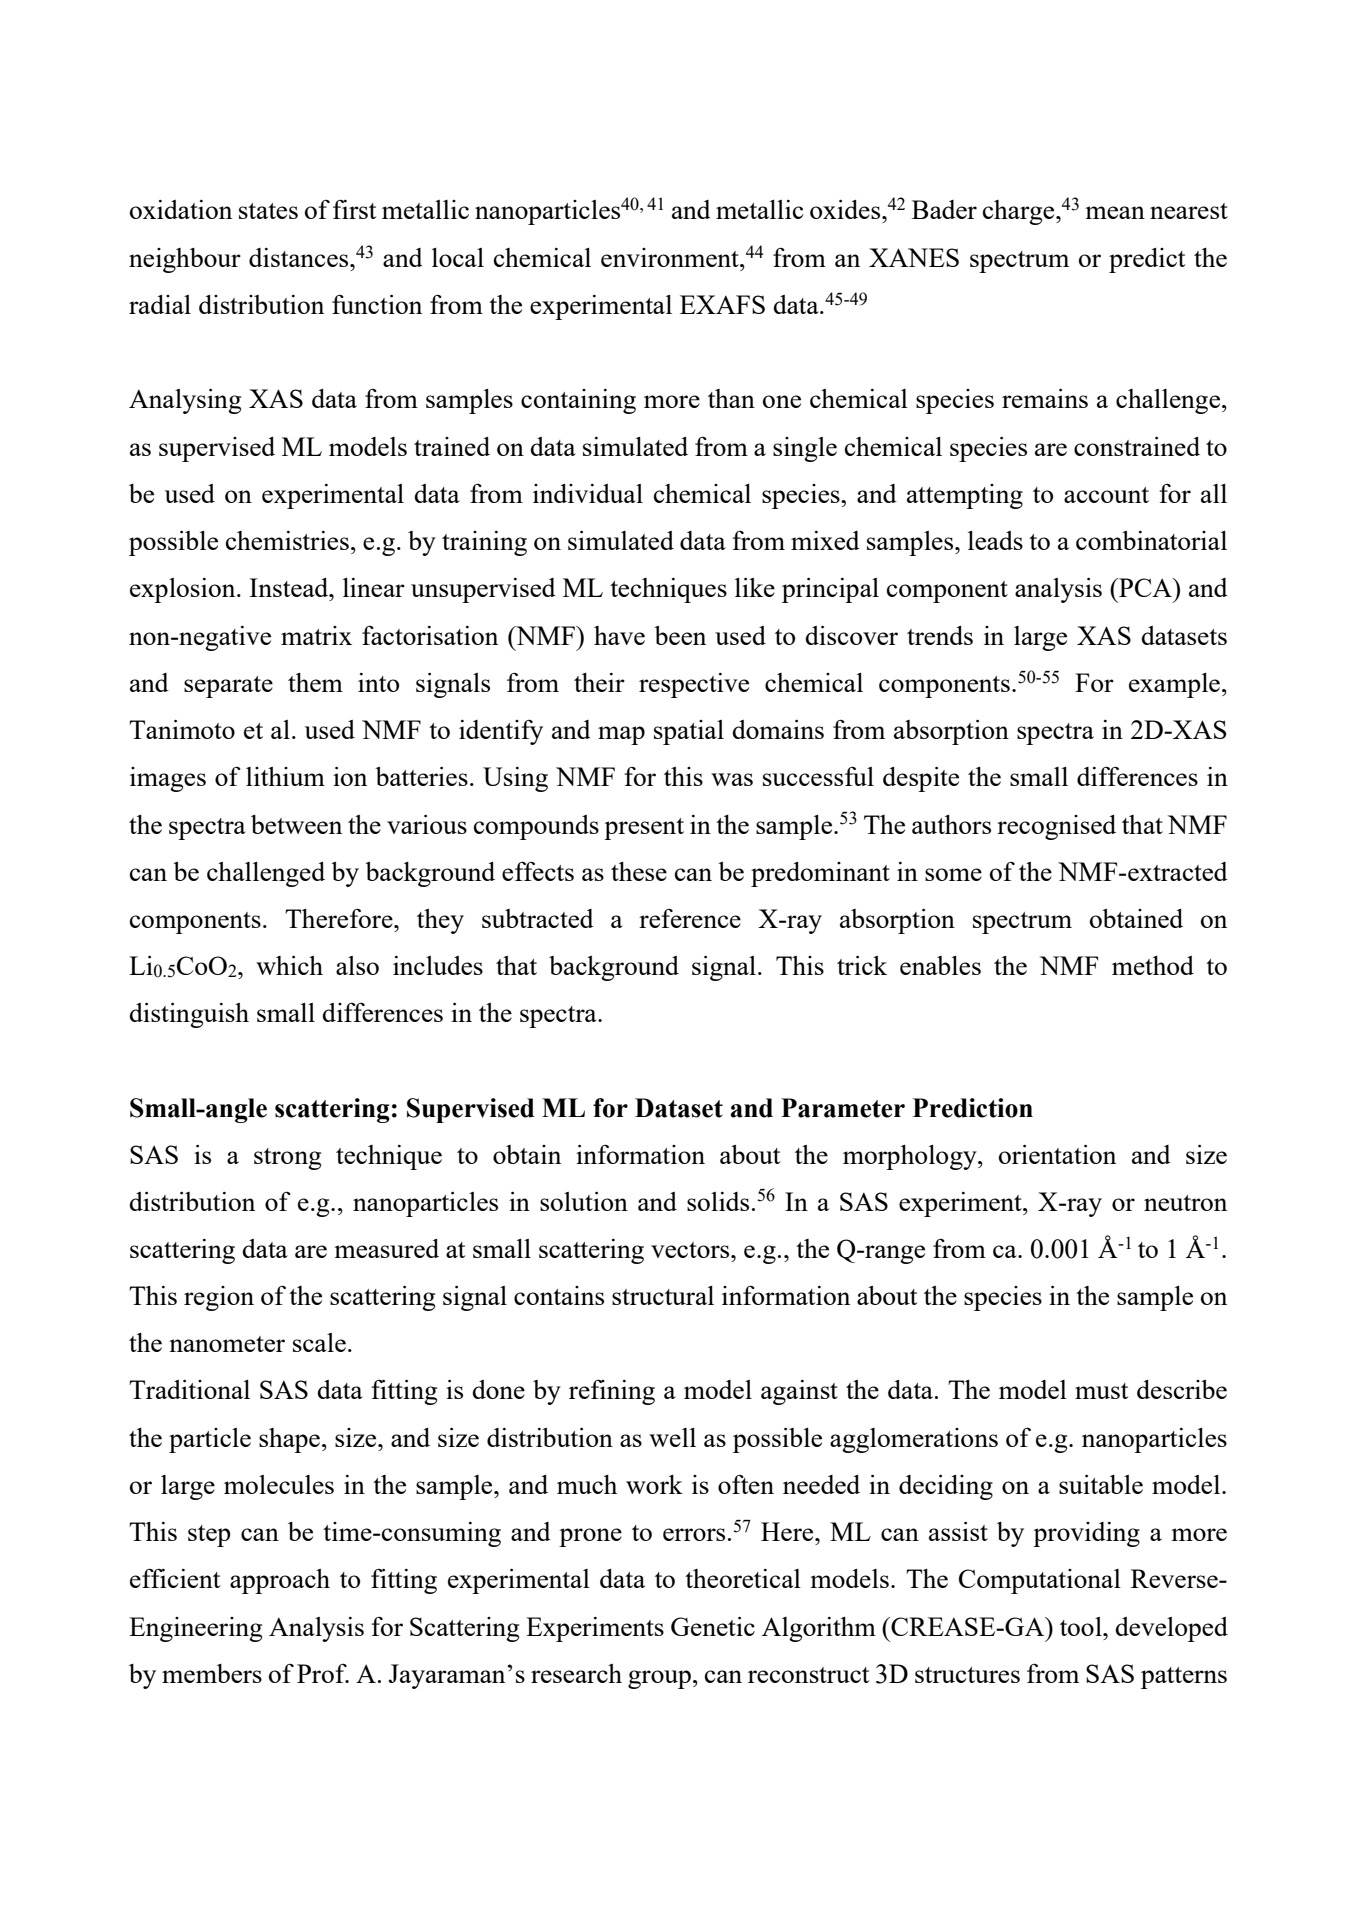 oxidation states of first metallic nanoparticles40, 41 and metallic oxides,42 Bader charge,43 mean nearest
neighbour distances,43 and local chemical environment,44 from an XANES spectrum or predict the
radial distribution function from the experimental EXAFS data.45-49
Analysing XAS data from samples containing more than one chemical species remains a challenge,
as supervised ML models trained on data simulated from a single chemical species are constrained to
be used on experimental data from individual chemical species, and attempting to account for all
possible chemistries, e.g. by training on simulated data from mixed samples, leads to a combinatorial
explosion. Instead, linear unsupervised ML techniques like principal component analysis (PCA) and
non-negative matrix factorisation (NMF) have been used to discover trends in large XAS datasets
and separate them into signals from their respective chemical components.50-55 For example,
Tanimoto et al. used NMF to identify and map spatial domains from absorption spectra in 2D-XAS
images of lithium ion batteries. Using NMF for this was successful despite the small differences in
the spectra between the various compounds present in the sample.53 The authors recognised that NMF
can be challenged by background effects as these can be predominant in some of the NMF-extracted
components. Therefore, they subtracted a reference X-ray absorption spectrum obtained on
Li0.5CoO2, which also includes that background signal. This trick enables the NMF method to
distinguish small differences in the spectra.
Small-angle scattering: Supervised ML for Dataset and Parameter Prediction
SAS is a strong technique to obtain information about the morphology, orientation and size
distribution of e.g., nanoparticles in solution and solids.56 In a SAS experiment, X-ray or neutron
scattering data are measured at small scattering vectors, e.g., the Q-range from ca. 0.001 Å-1 to 1 Å-1.
This region of the scattering signal contains structural information about the species in the sample on
the nanometer scale.
Traditional SAS data fitting is done by refining a model against the data. The model must describe
the particle shape, size, and size distribution as well as possible agglomerations of e.g. nanoparticles
or large molecules in the sample, and much work is often needed in deciding on a suitable model.
This step can be time-consuming and prone to errors.57 Here, ML can assist by providing a more
efficient approach to fitting experimental data to theoretical models. The Computational Reverse-
Engineering Analysis for Scattering Experiments Genetic Algorithm (CREASE-GA) tool, developed
by members of Prof. A. Jayaraman’s research group, can reconstruct 3D structures from SAS patterns